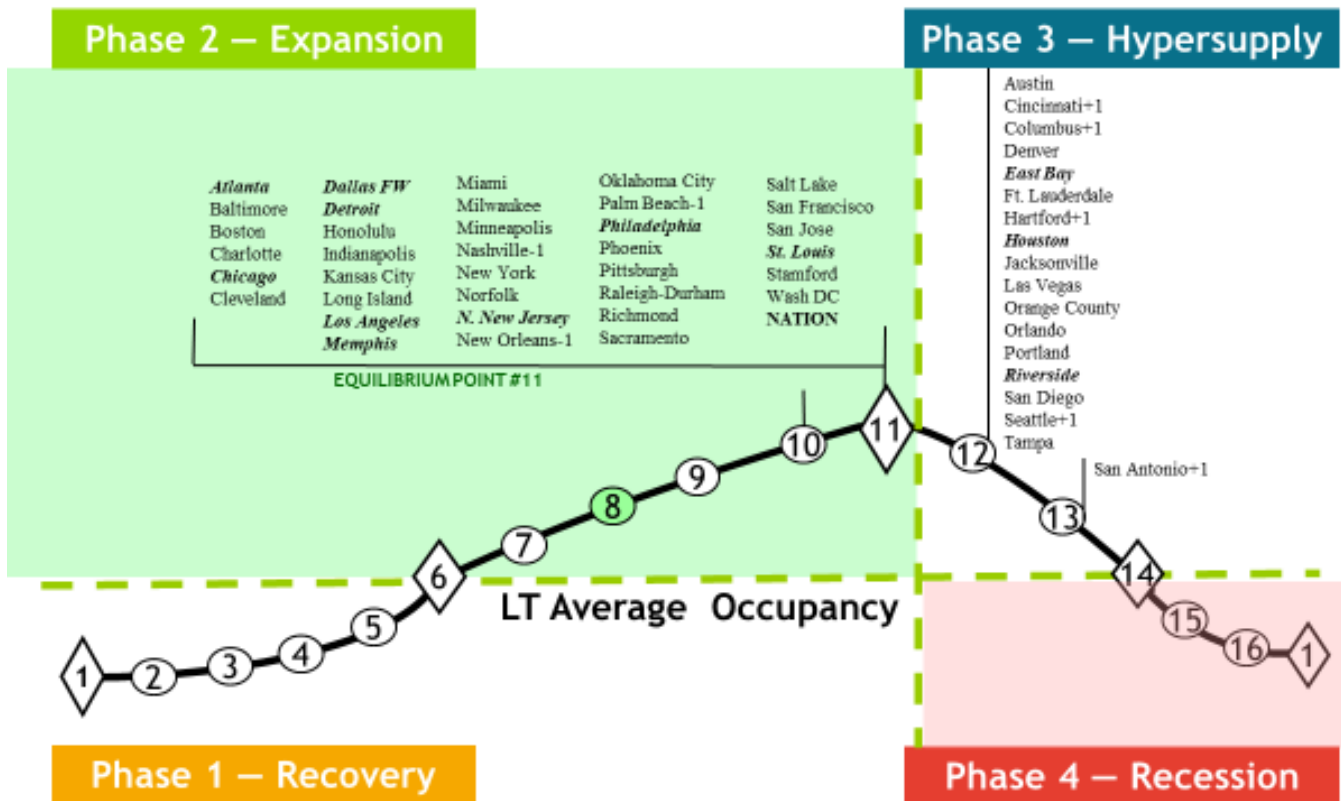 Phase 2 — Expansion
Phase 3 — Hypersupply
Atlanta
Baltimore
Boston
Charlotte
Chicago
Cleveland
Dallas FW
Detroit
Honolulu
Indianapolis
Kansas City
Long Island
Los Angeles
Memphis
Miami
Milwaukee
Minneapolis
Nashville-1
New York
Norfolk
N. New Jersey
New Orleans-1
Oklahoma City
Palm Beach-1
Philadelphia
Phoenix
Pittsburgh
Raleigh-Durham
Richmond
Sacramento
Salt Lake
San Francisco
San Jose
St. Louis
Stamford
Wash DC
NATION
Austin
Cincinnati+1
Columbus+1
Denver
East Bay
Ft. Lauderdale
Hartford+1
Houston
Jacksonville
Las Vegas
Orange County
Orlando
Portland
Riverside
San Diego
Seattle+1
Tampa
San Antonio+1
EQUILIBRIUM POINT #11
1
2
3
4
5
6
7
8
9
10
11
12
13
14
15
16
1
LT Average Occupancy
Phase 1 — Recovery
Phase 4 — Recession